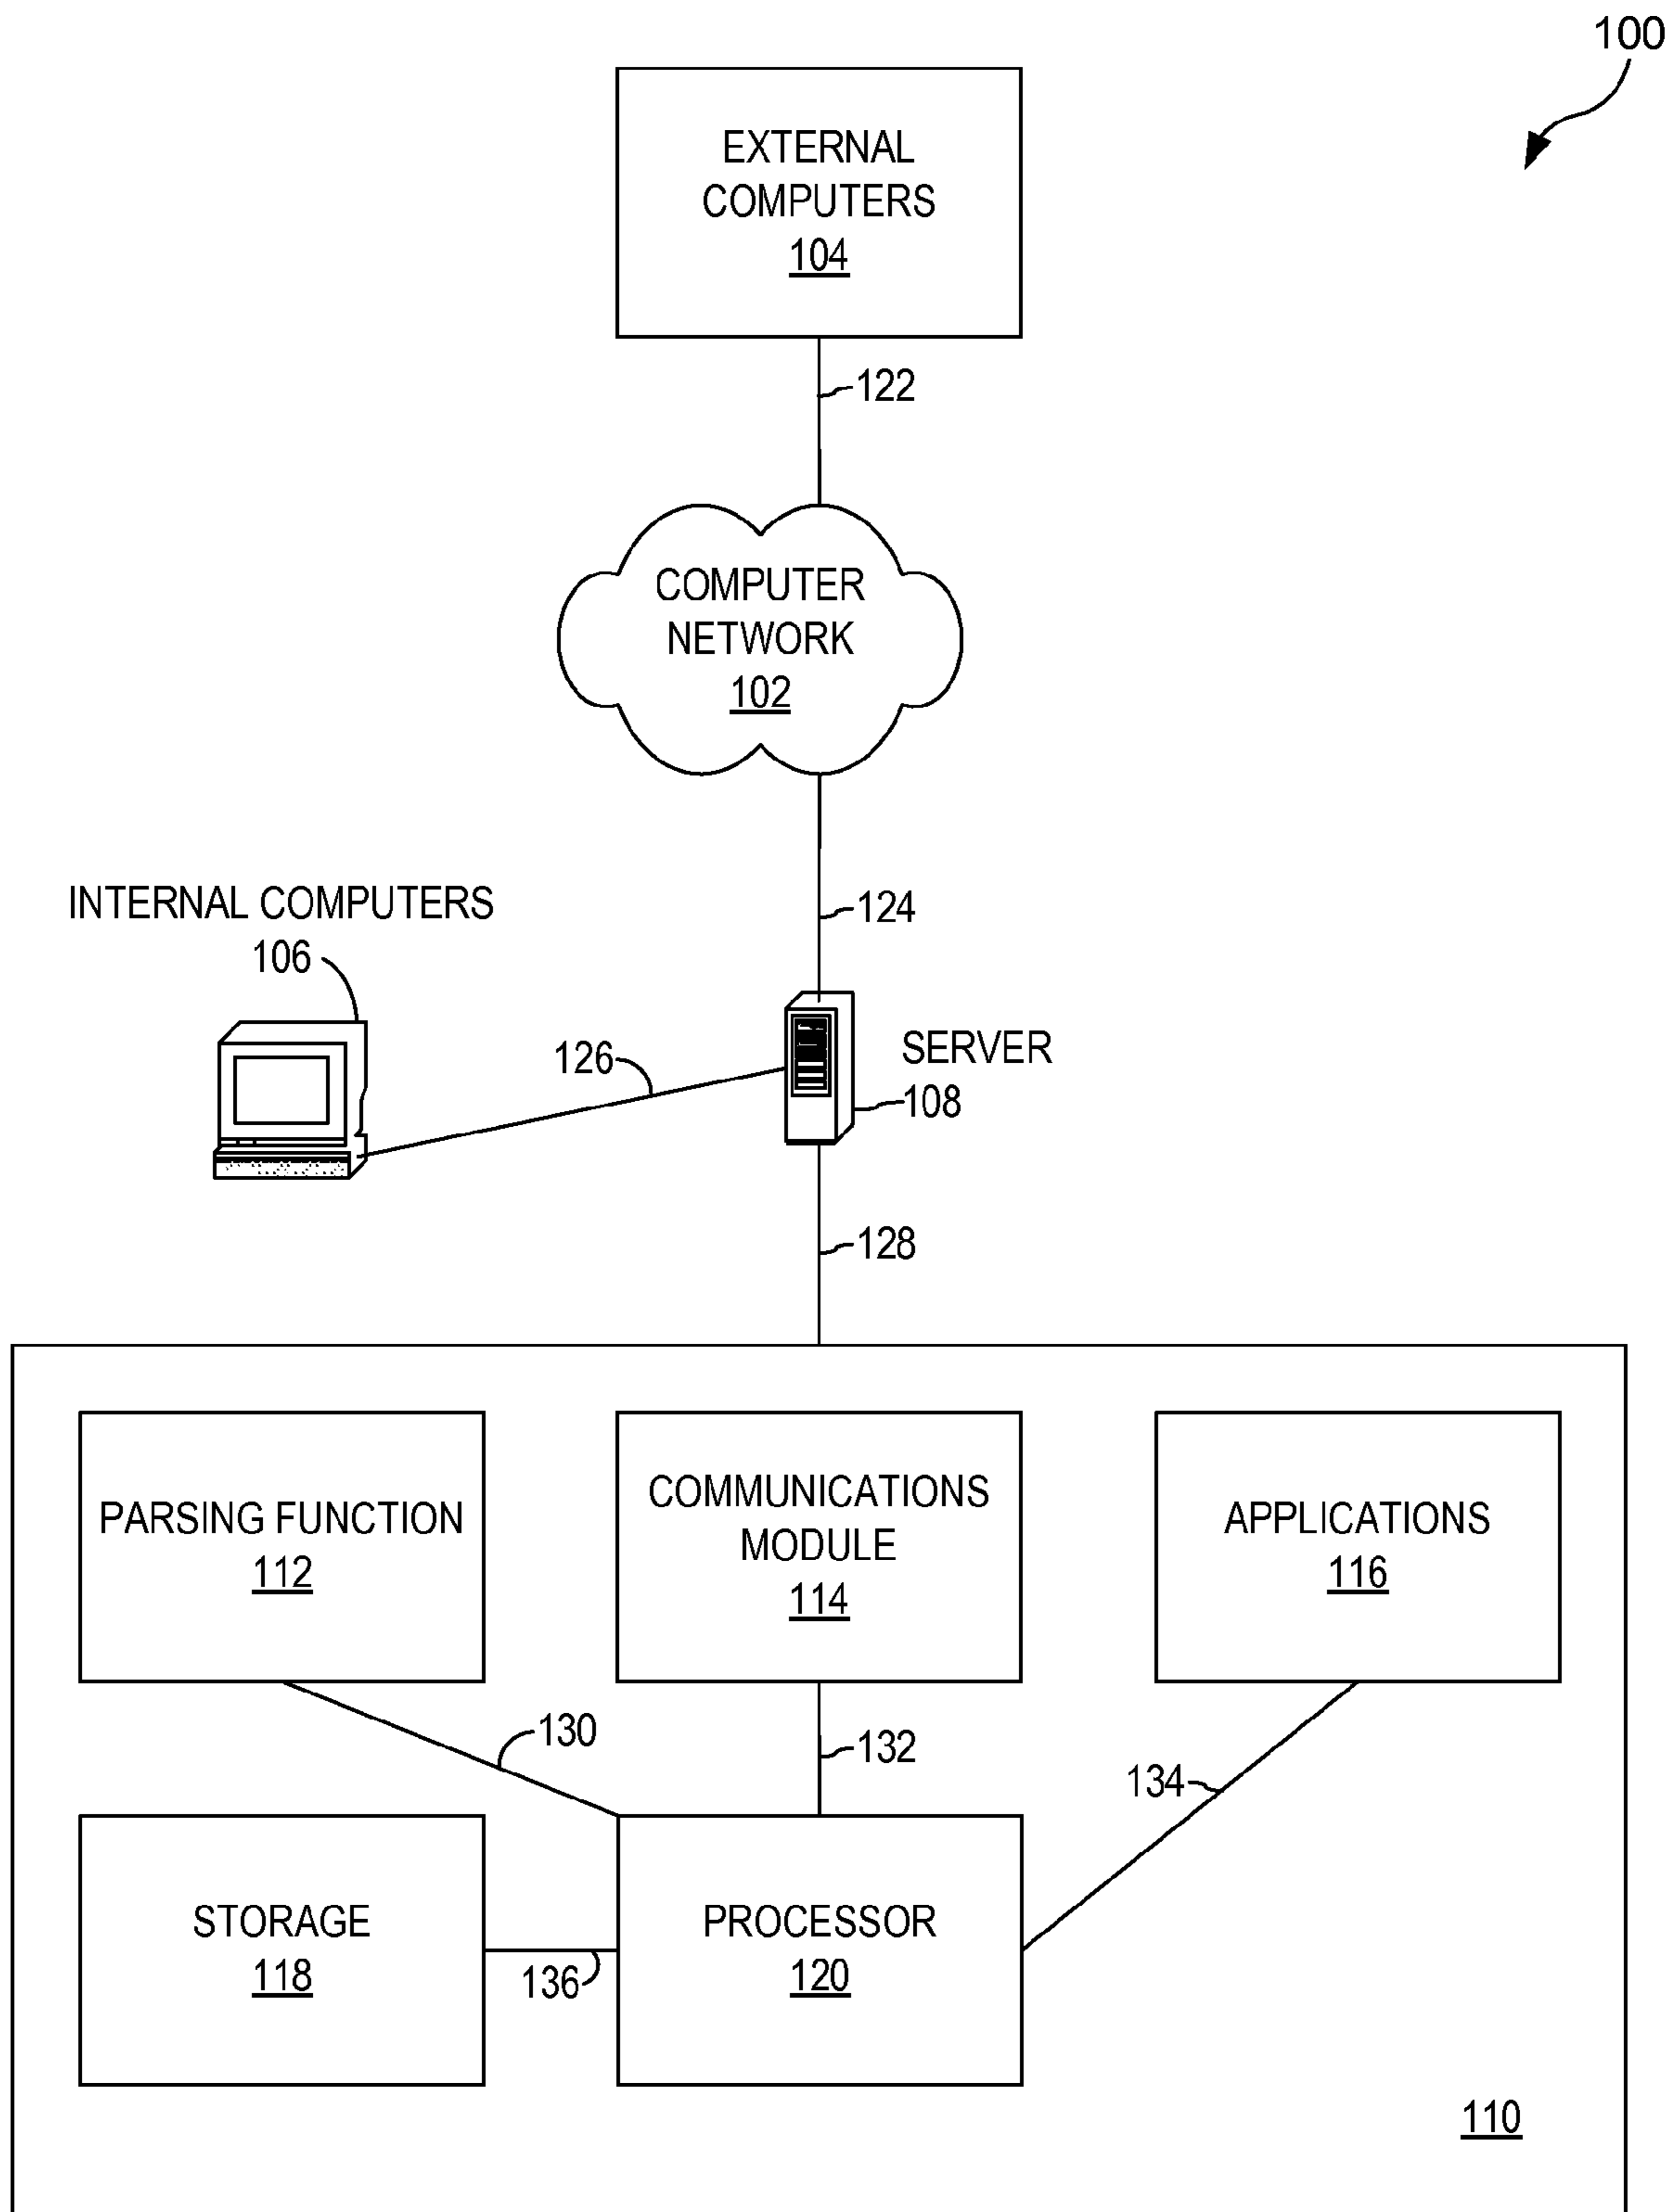 100
EXTERNAL
COMPUTERS
104
122
COMPUTER
NETWORK
102
124
INTERNAL COMPUTERS
106
126
SERVER
108
128
PARSING FUNCTION
112
COMMUNICATIONS
MODULE
114
APPLICATIONS
116
130
132
134
STORAGE
118
136
PROCESSOR
120
110